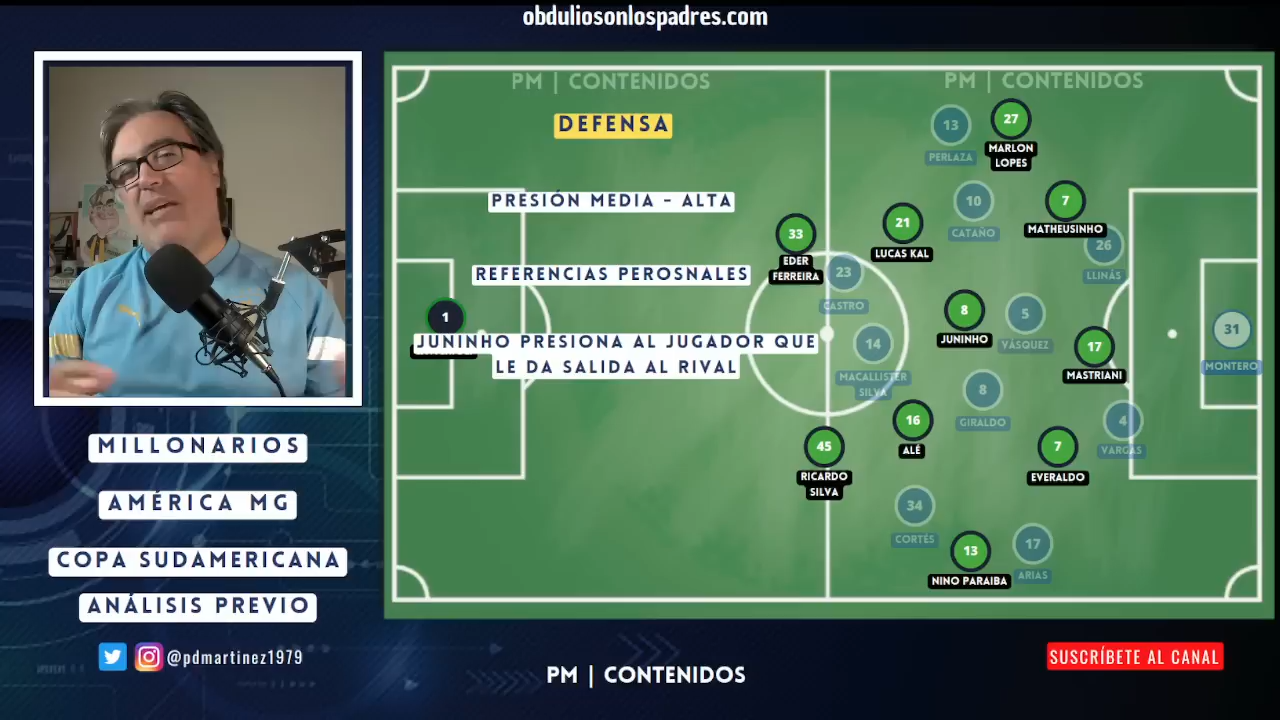 obduliosonlospadres.com
PM | CONTENIDOS
PM | CONTENIDOS
DEFENSA
PRESIÓN MEDIA - ALTA
REFERENCIAS PEROSNALES
JUNINHO PRESIONA AL JUGADOR QUE
LE DA SALIDA AL RIVAL
1
33
EDER
FERREIRA
45
RICARDO
SILVA
21
LUCAS KAL
16
ALÉ
8
JUNINHO
27
MARLON
LOPES
7
MATHEUSINHO
17
MASTRIANI
7
EVERALDO
13
NINO PARAIBA
13
PERLAZA
10
CATAÑO
26
LLINÁS
23
CASTRO
5
VÁSQUEZ
14
MACALLISTER
SILVA
8
GIRALDO
4
VARGAS
34
CORTÉS
17
ARIAS
31
MONTERO
MILLONARIOS
AMÉRICA MG
COPA SUDAMERICANA
ANÁLISIS PREVIO
@pdmartinez1979
PM | CONTENIDOS
SUSCRÍBETE AL CANAL